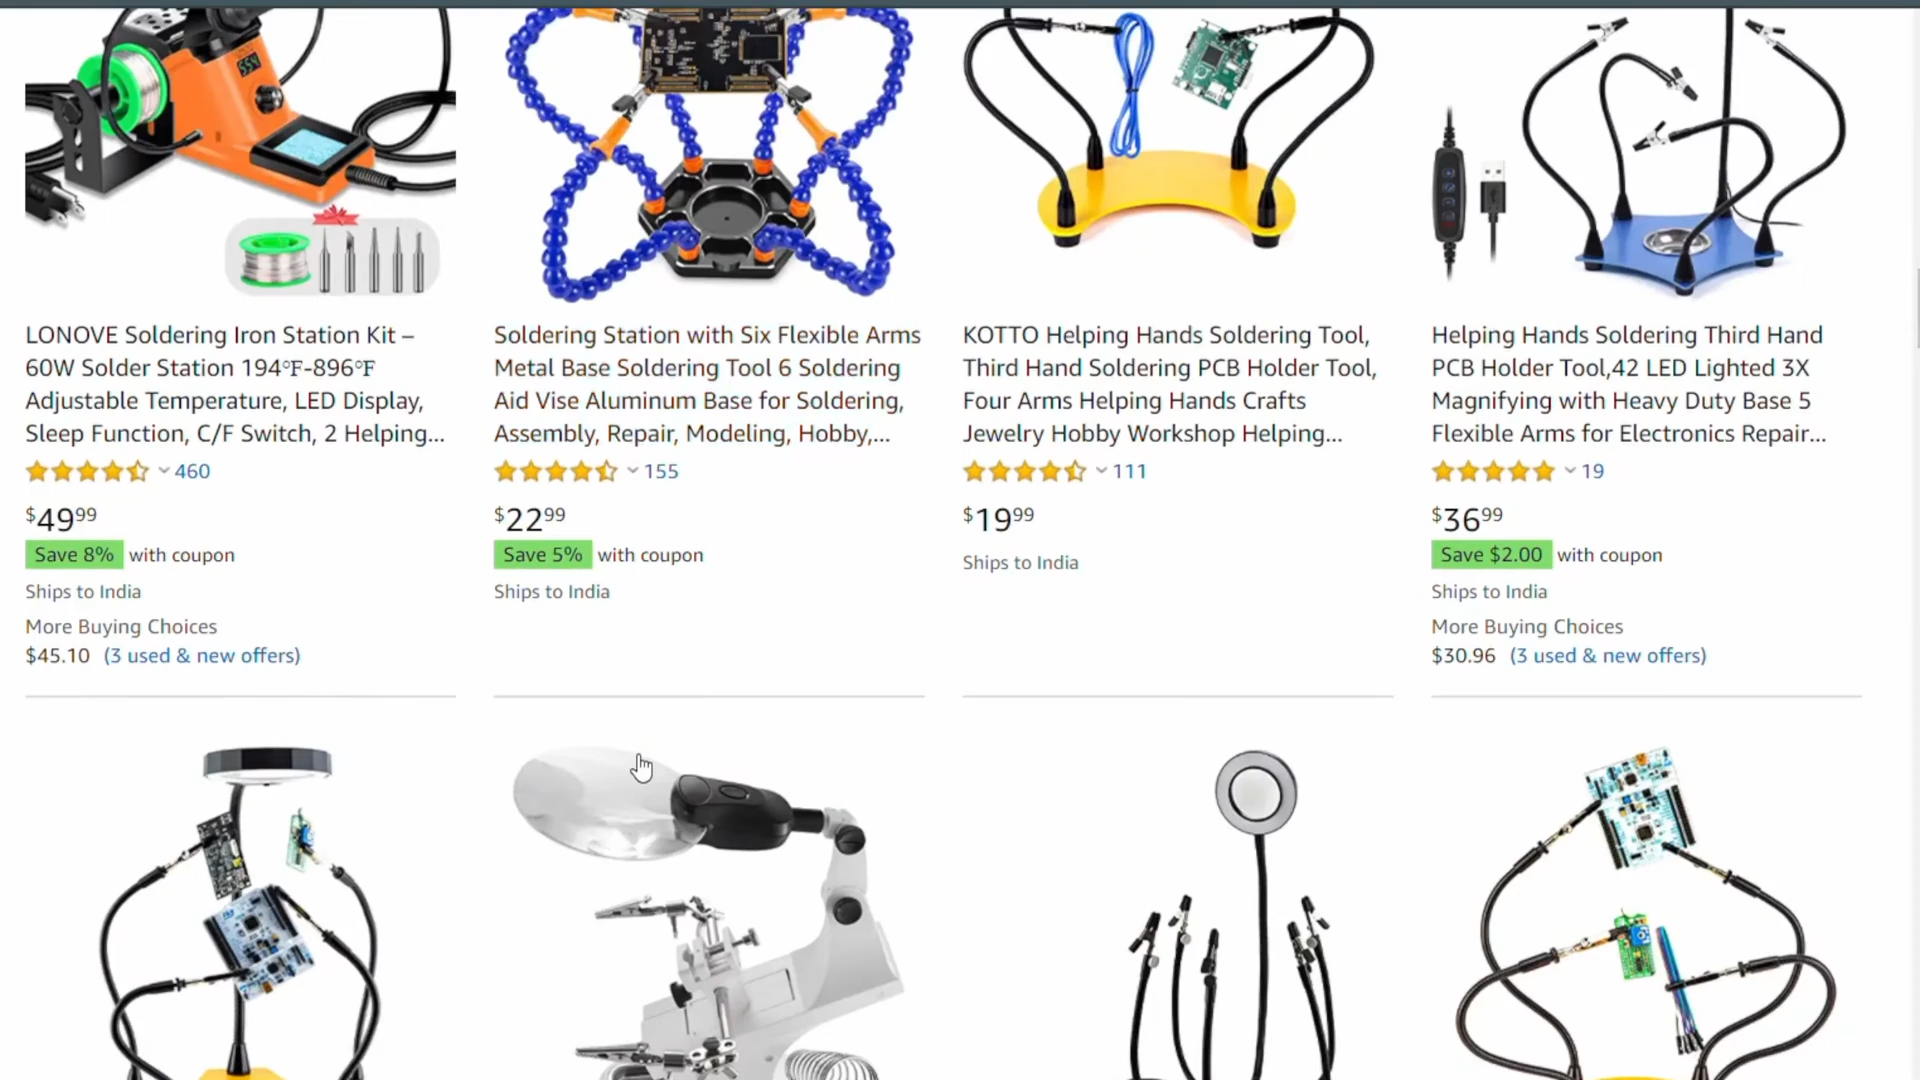 554
LONOVE Soldering Iron Station Kit –
60W Solder Station 194℉-896℉
Adjustable Temperature, LED Display,
Sleep Function, C/F Switch, 2 Helping...
460
$49.99
Save 8% with coupon
Ships to India
More Buying Choices
$45.10 (3 used & new offers)
Soldering Station with Six Flexible Arms
Metal Base Soldering Tool 6 Soldering
Aid Vise Aluminum Base for Soldering,
Assembly, Repair, Modeling, Hobby,...
155
$22.99
Save 5% with coupon
Ships to India
KOTTO Helping Hands Soldering Tool,
Third Hand Soldering PCB Holder Tool,
Four Arms Helping Hands Crafts
Jewelry Hobby Workshop Helping...
111
$19.99
Ships to India
Helping Hands Soldering Third Hand
PCB Holder Tool,42 LED Lighted 3X
Magnifying with Heavy Duty Base 5
Flexible Arms for Electronics Repair...
19
$36.99
Save $2.00 with coupon
Ships to India
More Buying Choices
$30.96 (3 used & new offers)